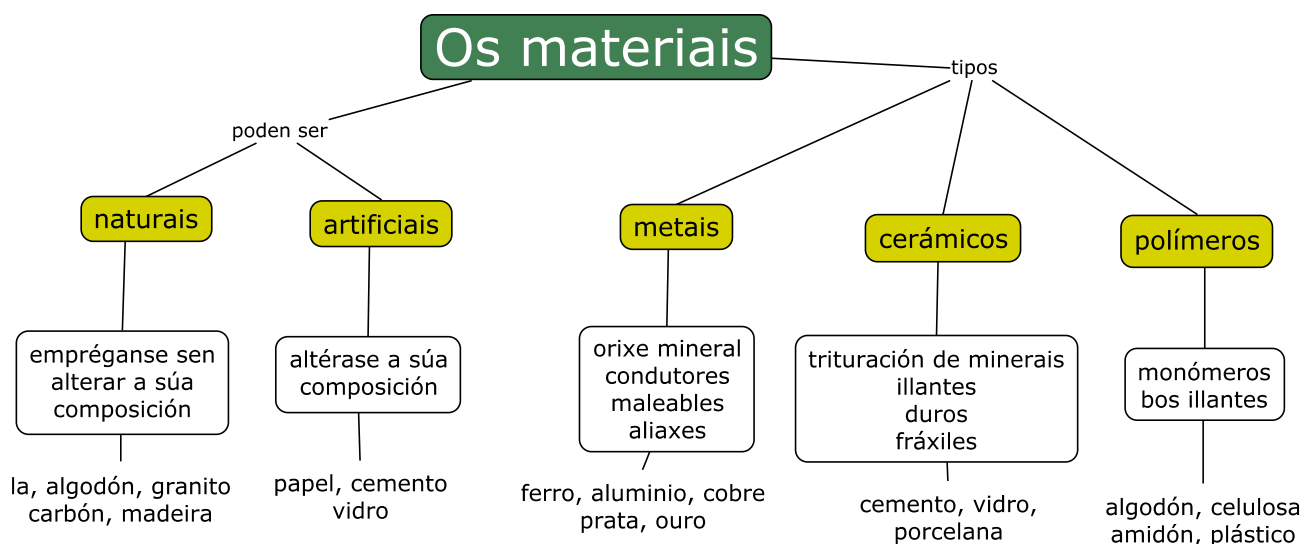 Os materiais
tipos
poden ser
naturais
artificiais
metais
cerámicos
polímeros
empréganse sen
alterar a súa
composición
altérase a súa
composición
orixe mineral
condutores
maleables
aliaxes
trituración de minerais
illantes
duros
fráxiles
monómeros
bos illantes
la, algodón, granito
carbón, madeira
papel, cemento
vidro
ferro, aluminio, cobre
prata, ouro
cemento, vidro,
porcelana
algodón, celulosa
amidón, plástico